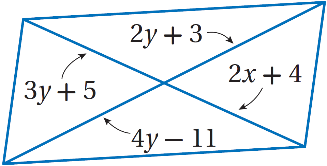 2y + 3
3y + 5
2x + 4
4y − 11